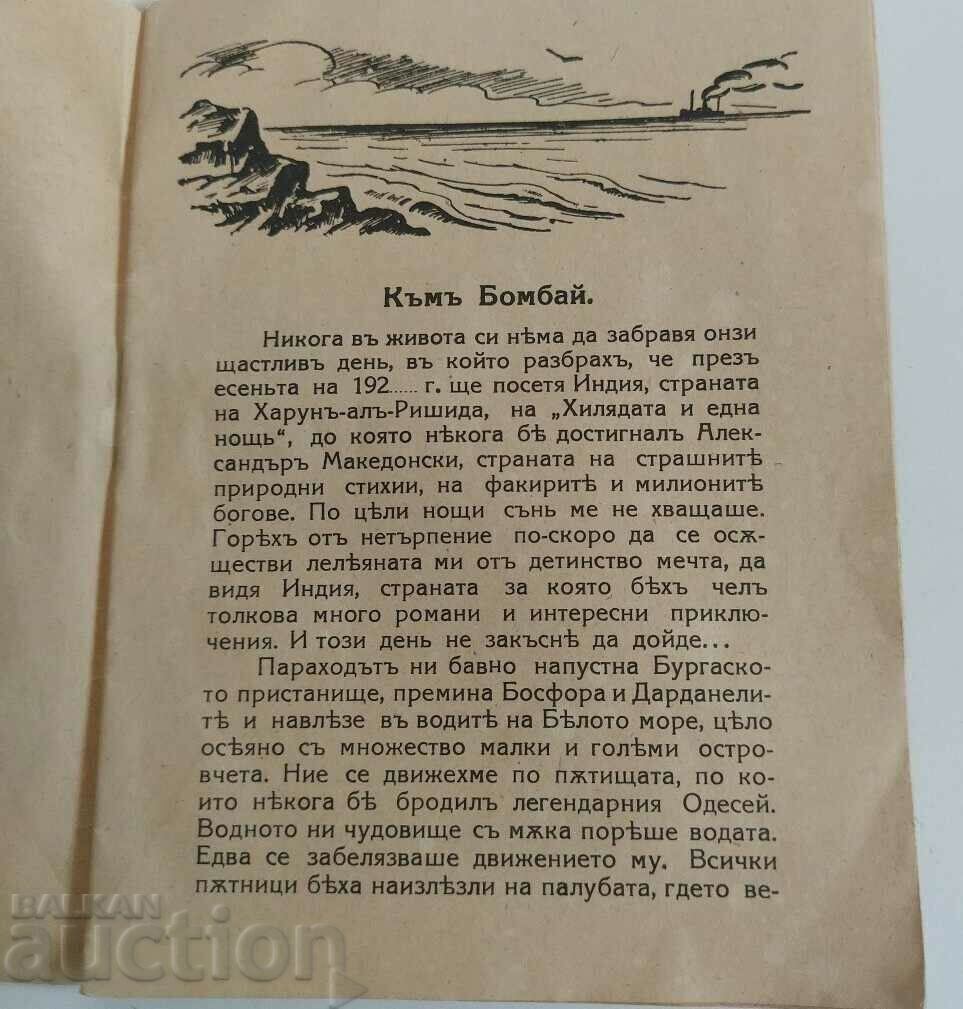 Къмъ Бомбай.
Никога въ живота си нѣма да забравя онзи
щастливъ день, въ който разбрахъ, че презъ
есеньта на 192...... г. ще посетя Индия, страната
на Харунъ-алъ-Ришида, на „Хилядата и една
нощь“, до която нѣкога бѣ достигналъ Алек-
сандъръ Македонски, страната на страшнитѣ
природни стихии, на факиритѣ и милионитѣ
богове. По цѣли нощи сънь ме не хващаше.
Горѣхъ отъ нетърпение по-скоро да се осѫ-
ществи лелѣяната ми отъ детинство мечта, да
видя Индия, страната за която бѣхъ челъ
толкова много романи и интересни приклю-
чения. И този день не закъснѣ да дойде...
Параходътъ ни бавно напустна Бургаско-
то пристанище, премина Босфора и Дарданели-
тѣ и навлѣзе въ водитѣ на Бѣлото море, цѣло
осѣяно съ множество малки и голѣми остро-
вчета. Ние се движехме по пѫтищата, по ко-
ито нѣкога бѣ бродилъ легендарния Одесей.
Водното ни чудовище съ мѫка порѣше водата.
Едва се забелязваше движението му. Всички
пѫтници бѣха наизлѣзли на палубата, гдето ве-
BALKAN
auction